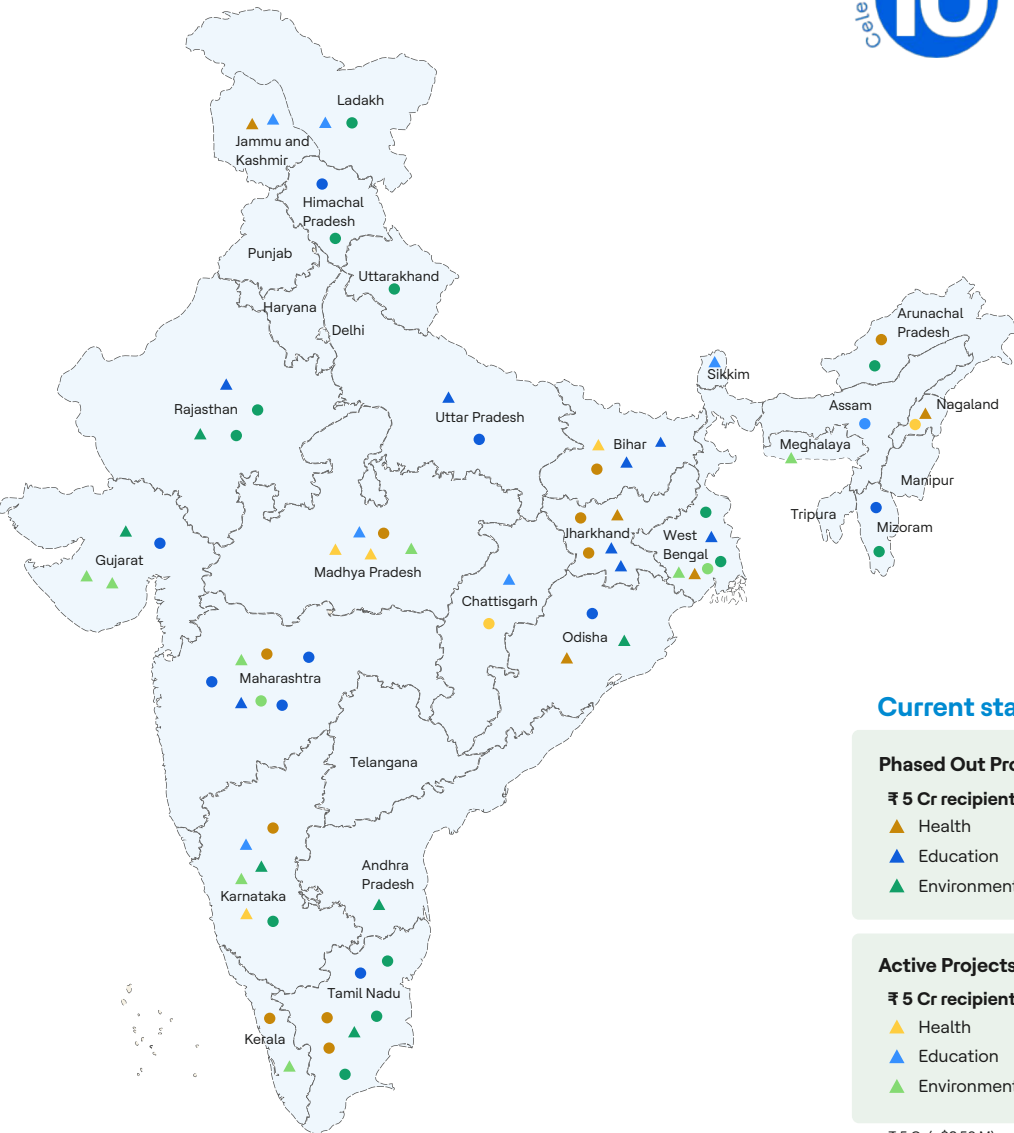 10
Ladakh
Jammu and
Kashmir
Himachal
Pradesh
Punjab
Uttarakhand
Haryana
Delhi
Arunachal
Pradesh
Sikkim
Rajasthan
Uttar Pradesh
Assam
Nagaland
Bihar
Meghalaya
Manipur
Tripura
Mizoram
Jharkhand
West
Bengal
Gujarat
Madhya Pradesh
Chattisgarh
Odisha
Maharashtra
Telangana
Andhra
Pradesh
Karnataka
Tamil Nadu
Kerala
Current sta
Phased Out Pro
₹ 5 Cr recipient
Health
Education
Environment
Active Projects
₹ 5 Cr recipient
Health
Education
Environment